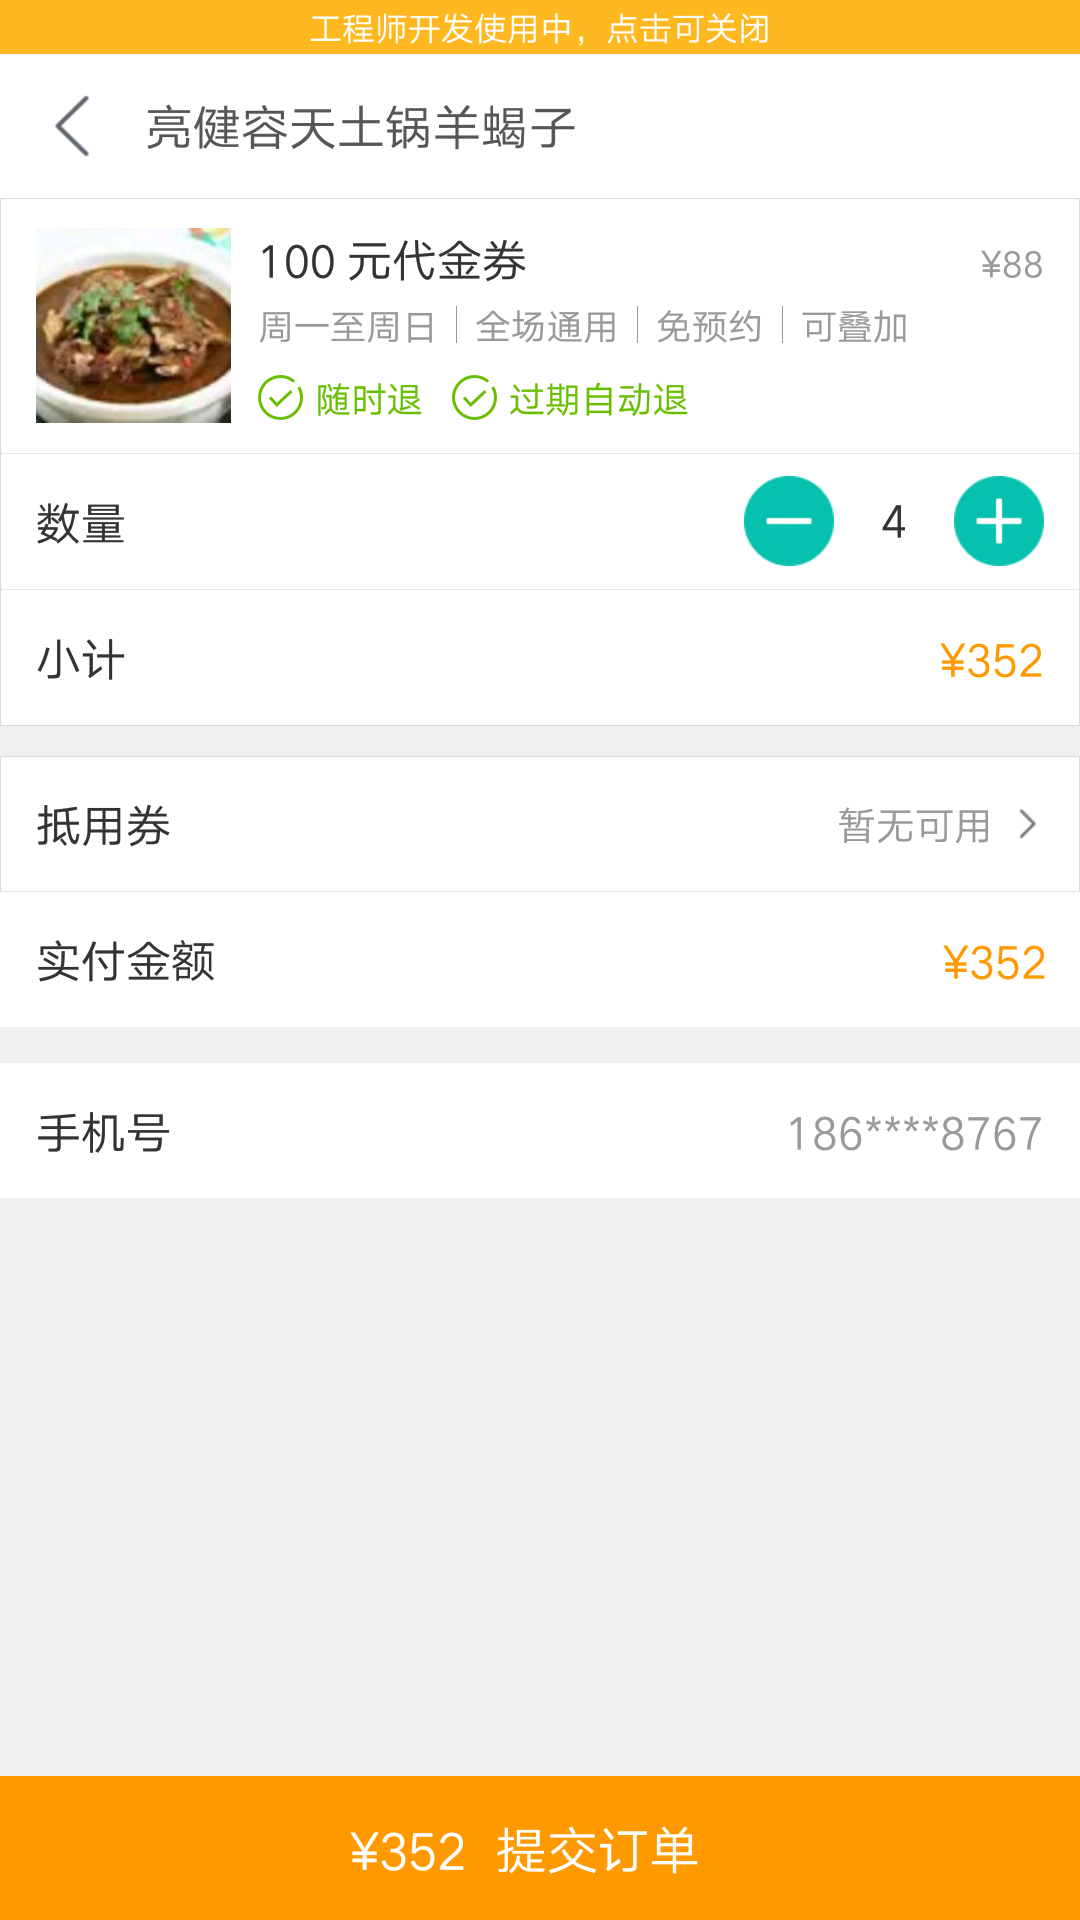 工程师开发使用中，点击可关闭
亮健容天土锅羊蝎子
100 元代金券 ¥88
周一至周日 全场通用 免预约 可叠加
随时退 过期自动退
数量 4
小计 ¥352
抵用券 暂无可用
实付金额 ¥352
手机号 186****8767
¥352 提交订单